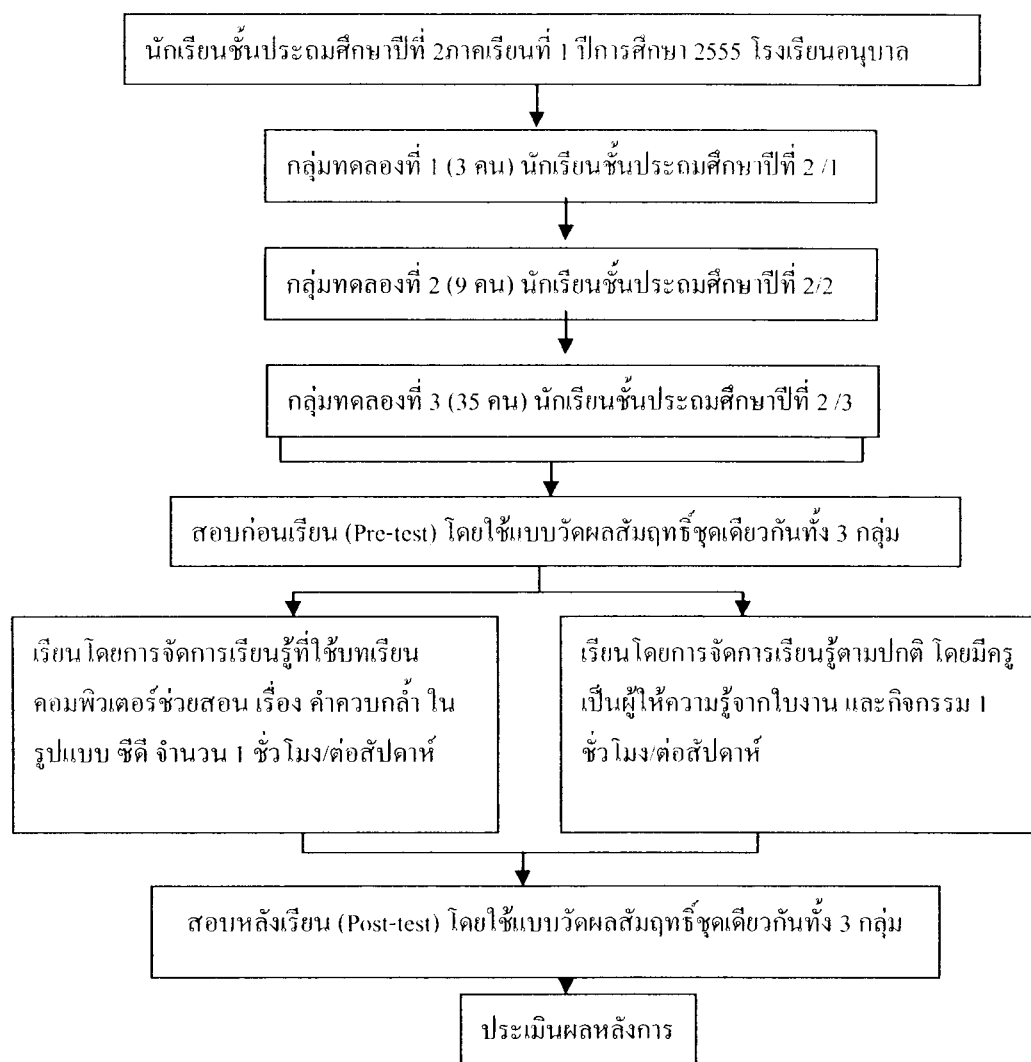 นักเรียนชั้นประถมศึกษาปีที่ 2ภาคเรียนที่ 1 ปีการศึกษา 2555 โรงเรียนอนุบาล
กลุ่มทดลองที่ 1 (3 คน) นักเรียนชั้นประถมศึกษาปีที่ 2 /1
กลุ่มทดลองที่ 2 (9 คน) นักเรียนชั้นประถมศึกษาปีที่ 2/2
กลุ่มทดลองที่ 3 (35 คน) นักเรียนชั้นประถมศึกษาปีที่ 2 /3
สอบก่อนเรียน (Pre-test) โดยใช้แบบวัดผลสัมฤทธิ์ชุดเดียวกันทั้ง 3 กลุ่ม
เรียนโดยการจัดการเรียนรู้ที่ใช้บทเรียน
คอมพิวเตอร์ช่วยสอน เรื่อง คำควบกล้ำ ใน
รูปแบบ ซีดี จำนวน 1 ชั่วโมง/ต่อสัปดาห์
เรียนโดยการจัดการเรียนรู้ตามปกติ โดยมีครู
เป็นผู้ให้ความรู้จากใบงาน และกิจกรรม 1
ชั่วโมง/ต่อสัปดาห์
สอบหลังเรียน (Post-test) โดยใช้แบบวัดผลสัมฤทธิ์ชุดเดียวกันทั้ง 3 กลุ่ม
ประเมินผลหลังการ